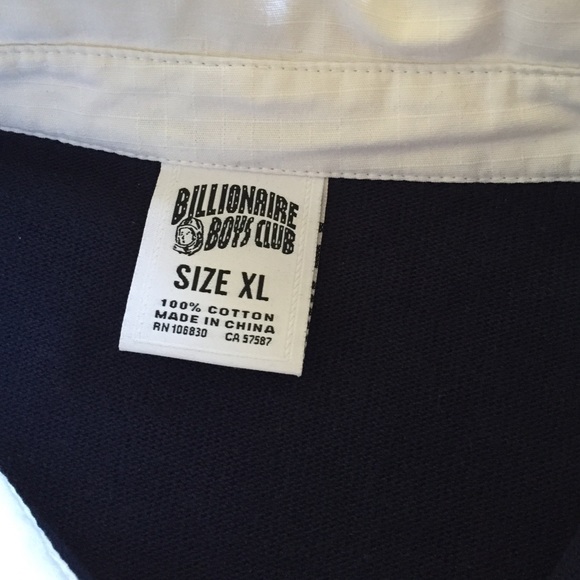 BILLIONAIRE
BOYS CLUB
SIZE XL
100% COTTON
MADE IN CHINA
RN 106830 CA 57587